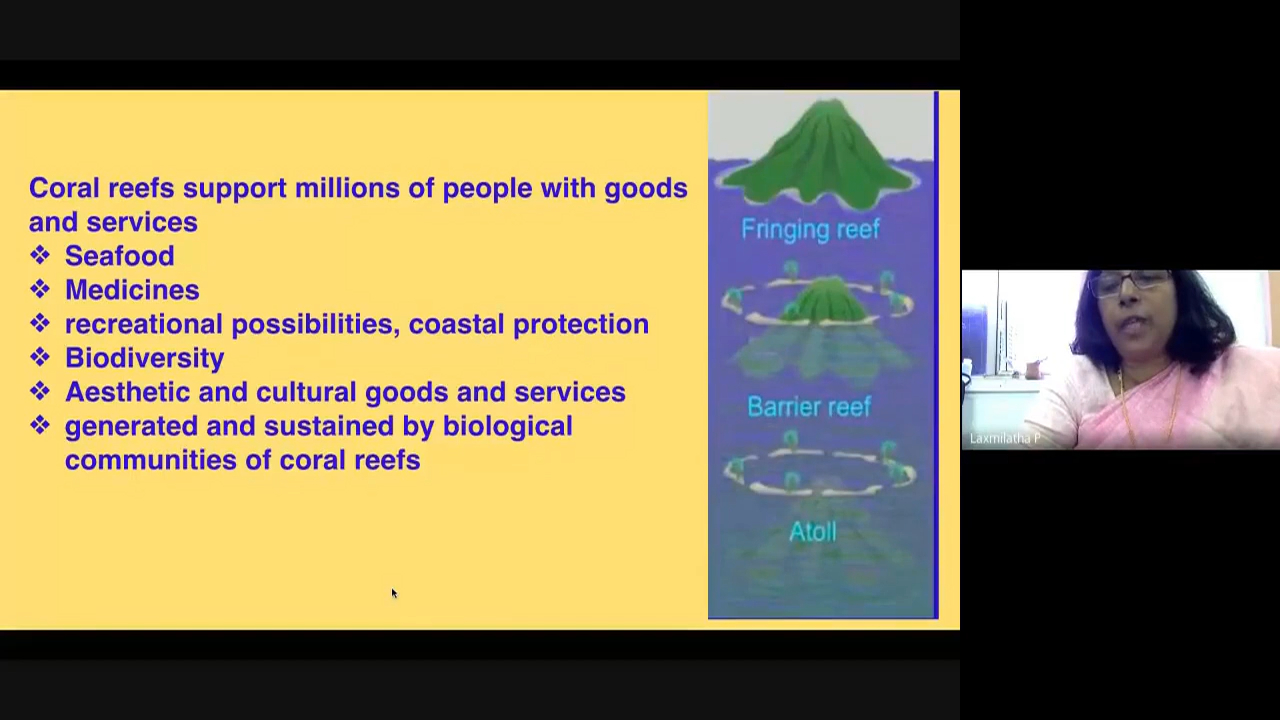 Coral reefs support millions of people with goods
and services
❖ Seafood
❖ Medicines
❖ recreational possibilities, coastal protection
❖ Biodiversity
❖ Aesthetic and cultural goods and services
❖ generated and sustained by biological
communities of coral reefs
Fringing reef
Barrier reef
Atoll
Laxmilatha P